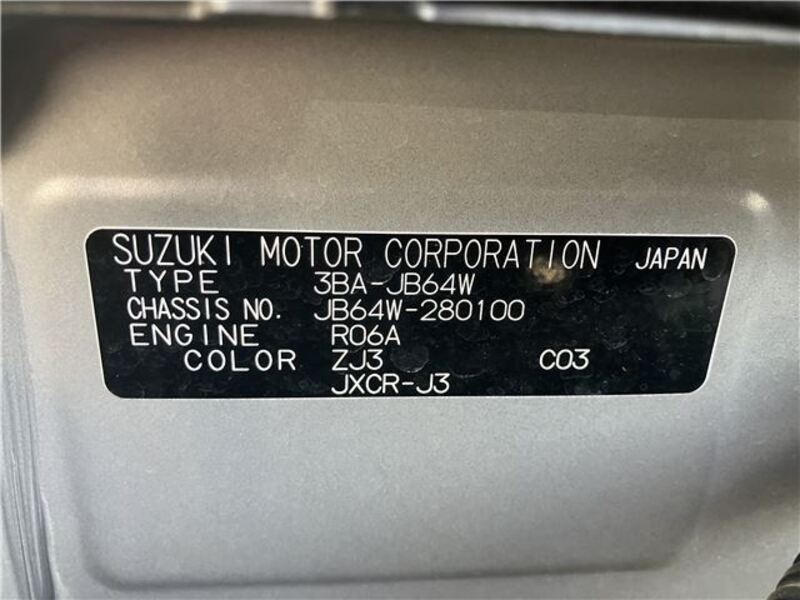 SUZUKI MOTOR CORPORATION JAPAN
TYPE 3BA-JB64W
CHASSIS NO. JB64W-280100
ENGINE R06A
COLOR ZJ3 C03
JXCR-J3